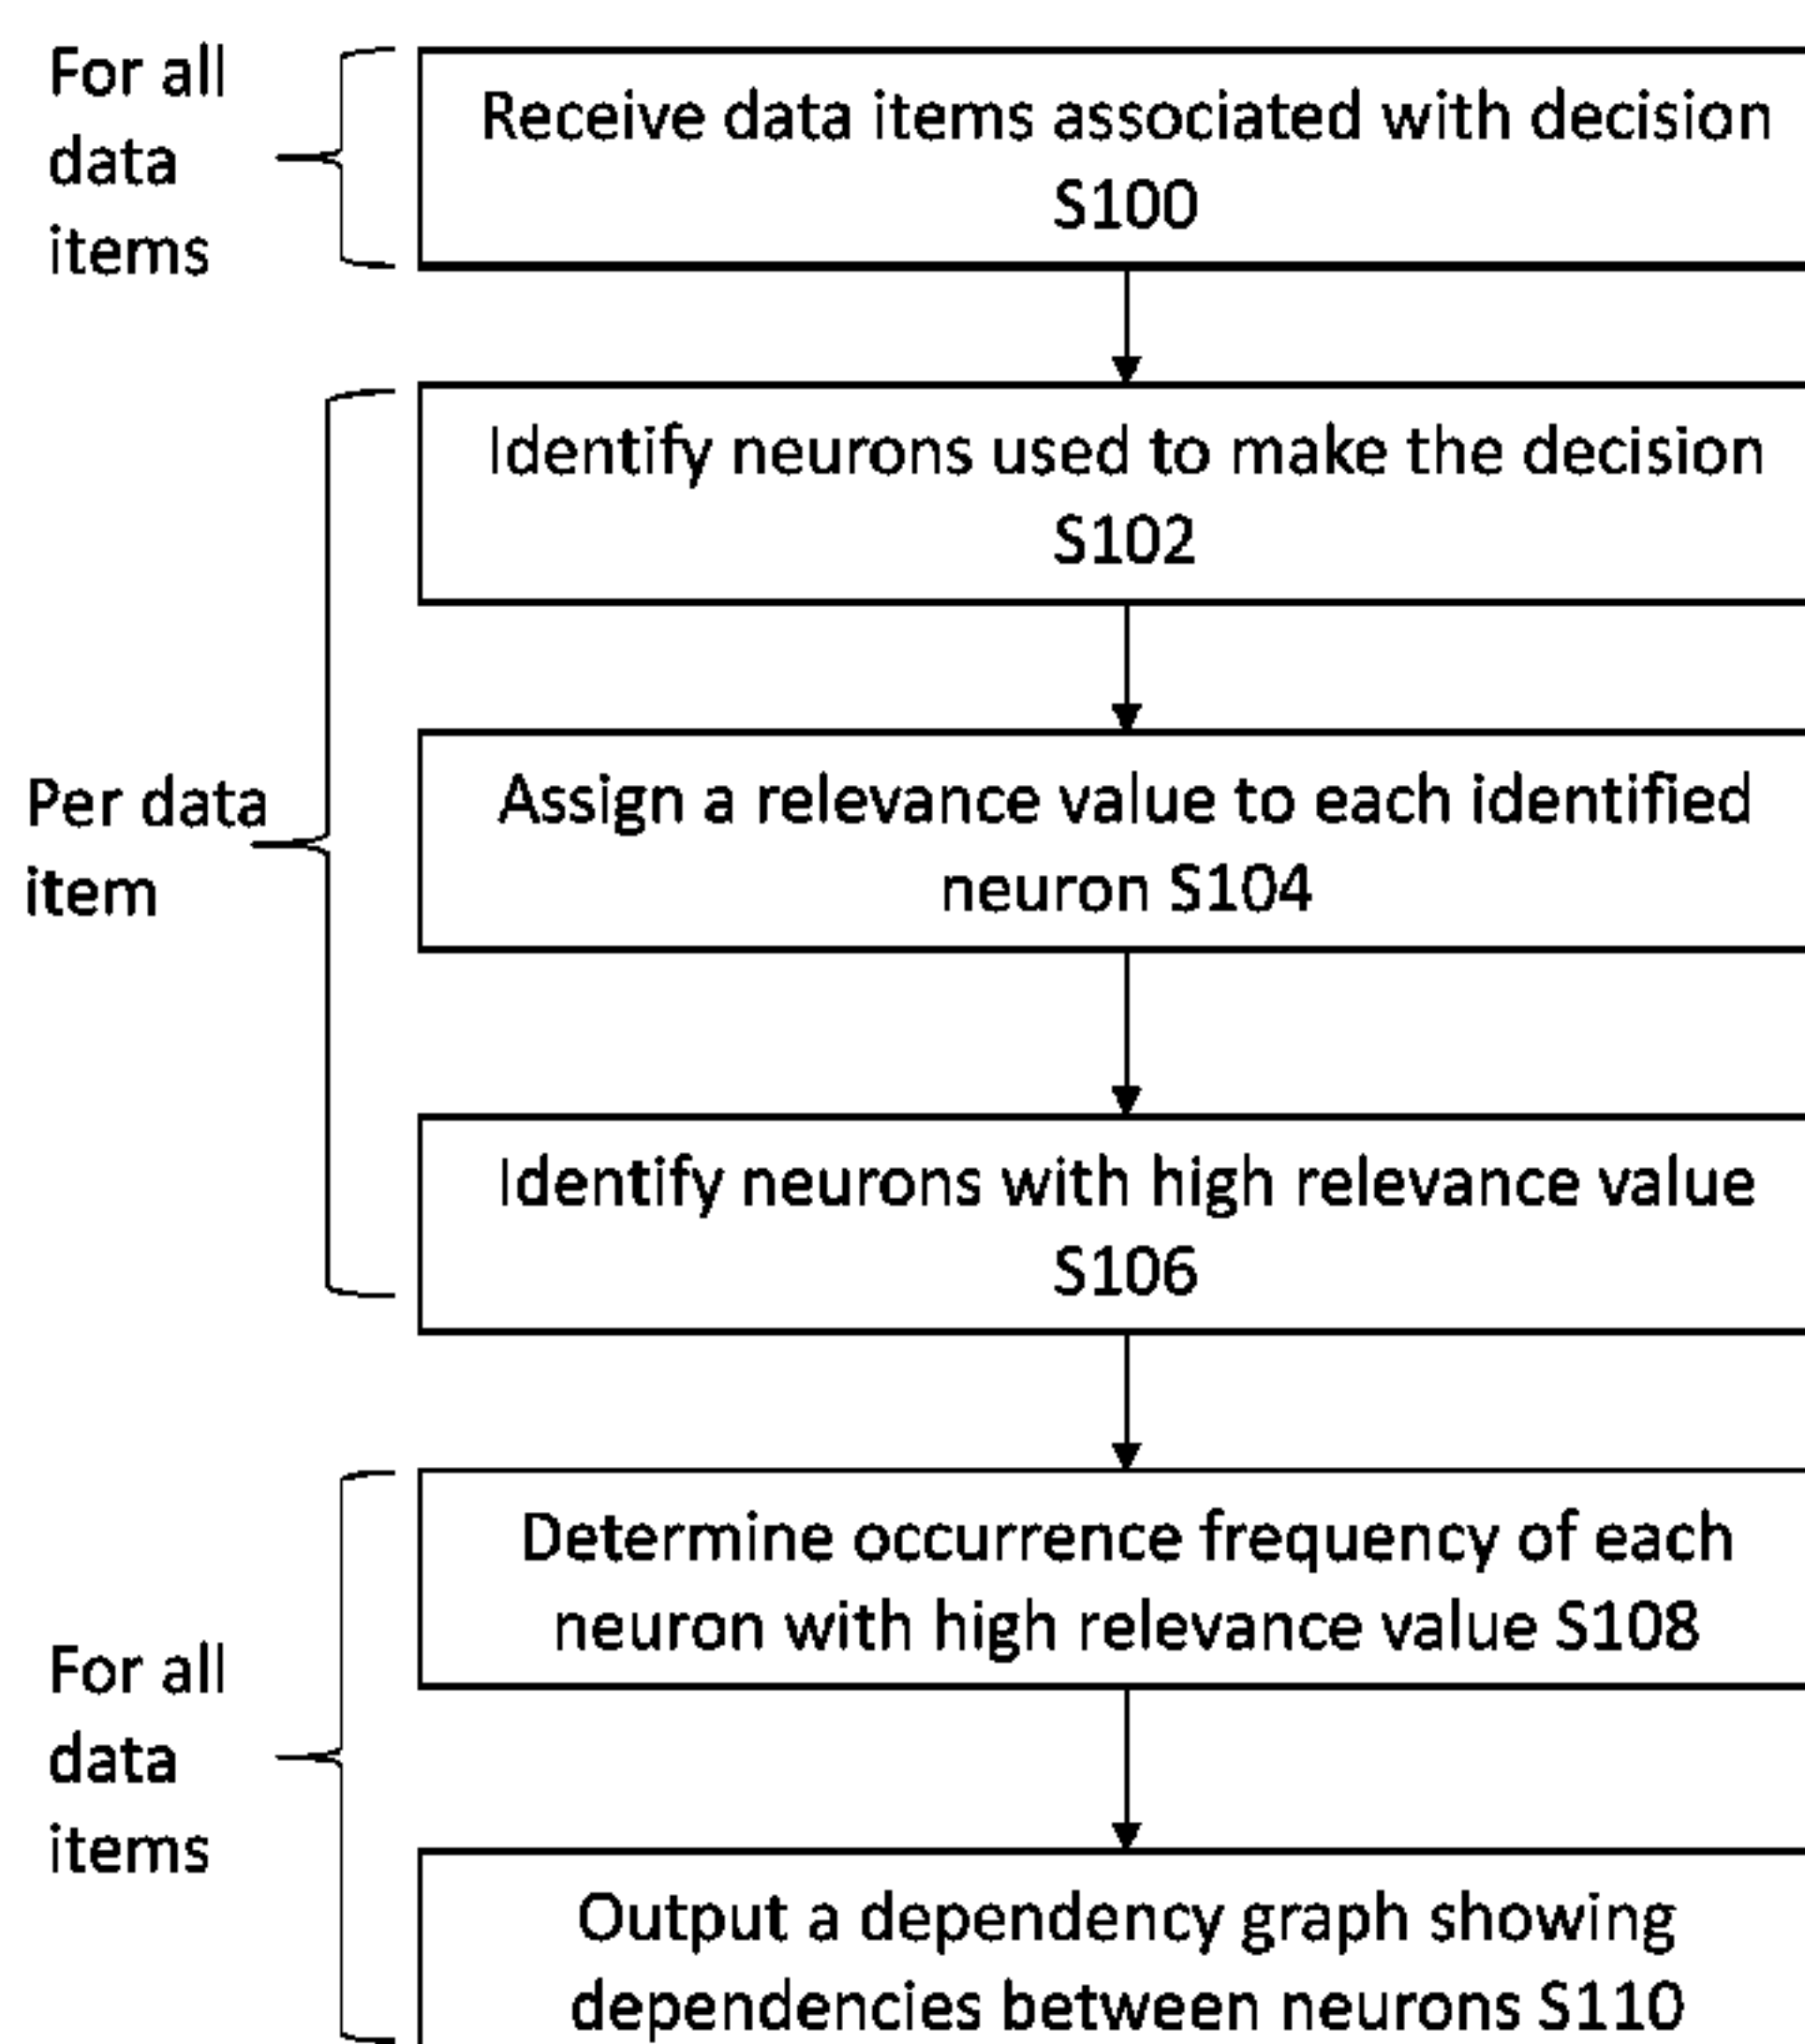 For all
data
items
Receive data items associated with decision
S100
Identify neurons used to make the decision
S102
Per data
item
Assign a relevance value to each identified
neuron S104
Identify neurons with high relevance value
S106
For all
data
items
Determine occurrence frequency of each
neuron with high relevance value S108
Output a dependency graph showing
dependencies between neurons S110